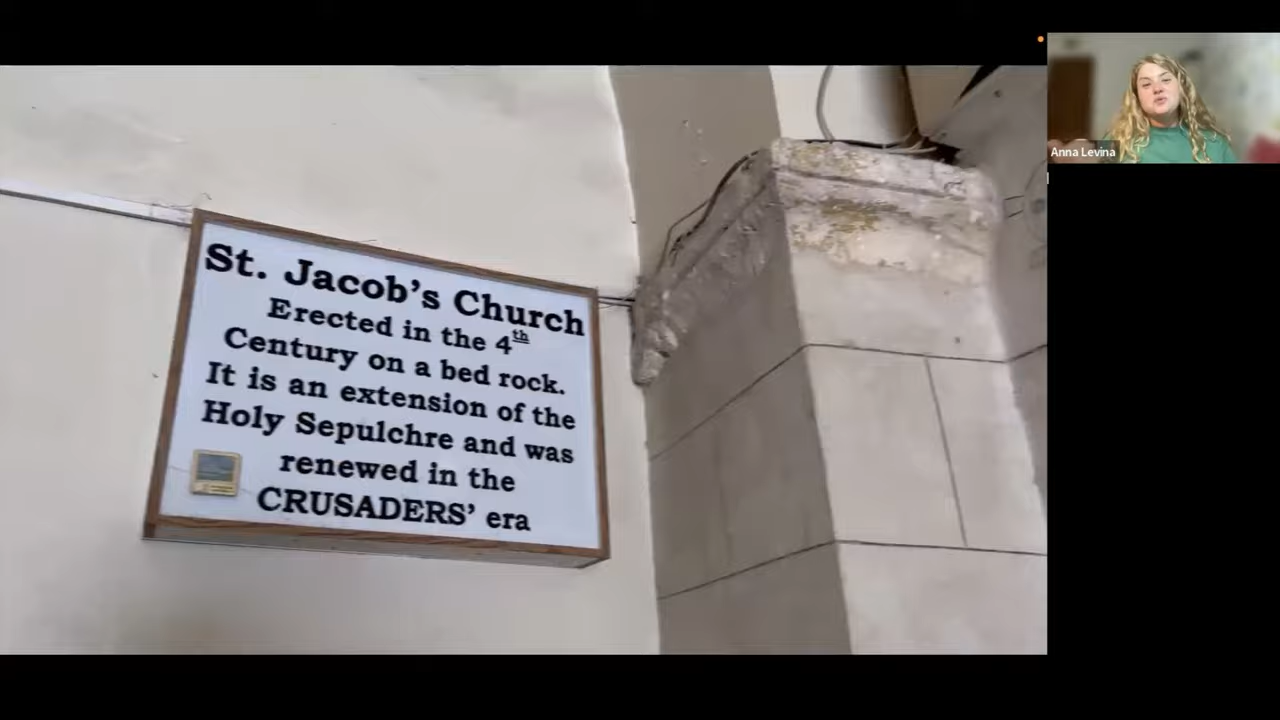 St. Jacob's Church
Erected in the 4th
Century on a bed rock.
It is an extension of the
Holy Sepulchre and was
renewed in the
CRUSADERS' era
Anna Levina